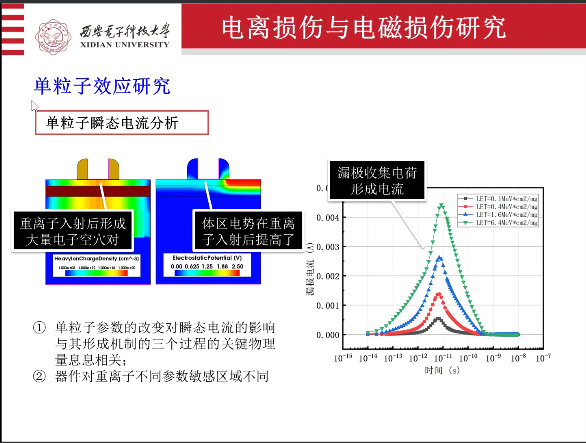 西安电子科技大学
XIDIAN UNIVERSITY
电离损伤与电磁损伤研究
单粒子效应研究
单粒子瞬态电流分析
重离子入射后形成
大量电子空穴对
HeavyIonChargeDensity (cm^-3)
体区电势在重离
子入射后提高了
ElectrostaticPotential (V)
0.00 0.625 1.25 1.88 2.50
漏极收集电荷
形成电流
LET=0.1MeV*cm2/mg
LET=0.4MeV*cm2/mg
LET=1.6MeV*cm2/mg
LET=6.4MeV*cm2/mg
0.004
0.003
0.002
0.001
0.000
漏极电流 (A)
10^-15 10^-14 10^-13 10^-12 10^-11 10^-10 10^-9 10^-8 10^-7
时间 (s)
① 单粒子参数的改变对瞬态电流的影响
与其形成机制的三个过程的关键物理
量息息相关；
② 器件对重离子不同参数敏感区域不同